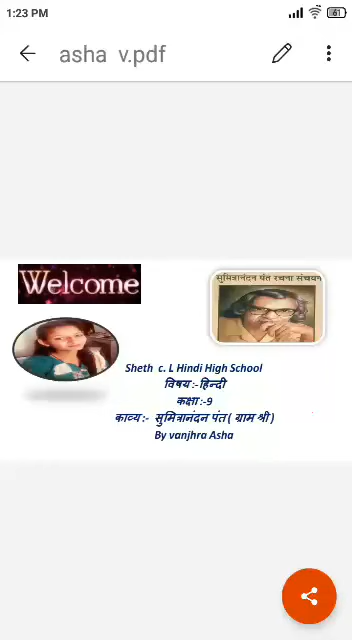 1:23 PM
61
asha v.pdf
Welcome
सुमित्रानंदन पंत रचना संचयन
Sheth c. L Hindi High School
विषय :- हिन्दी
कक्षा :-9
काव्य :- सुमित्रानंदन पंत ( ग्राम श्री )
By vanjhra Asha